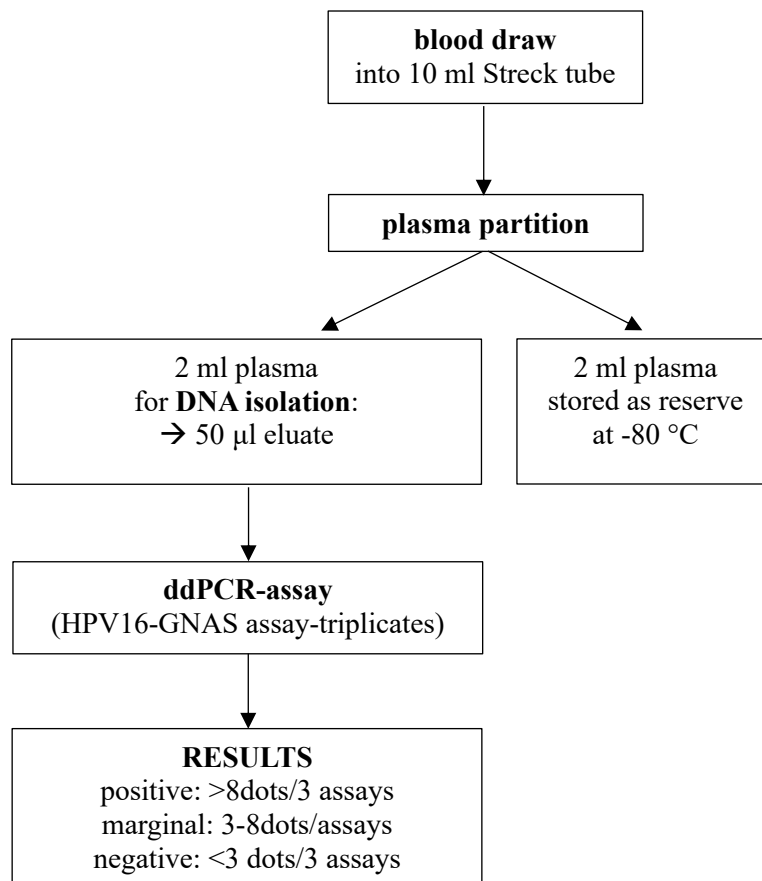 blood draw
into 10 ml Streck tube
plasma partition
2 ml plasma
for DNA isolation:
→ 50 µl eluate
2 ml plasma
stored as reserve
at -80 °C
ddPCR-assay
(HPV16-GNAS assay-triplicates)
RESULTS
positive: >8dots/3 assays
marginal: 3-8dots/assays
negative: <3 dots/3 assays